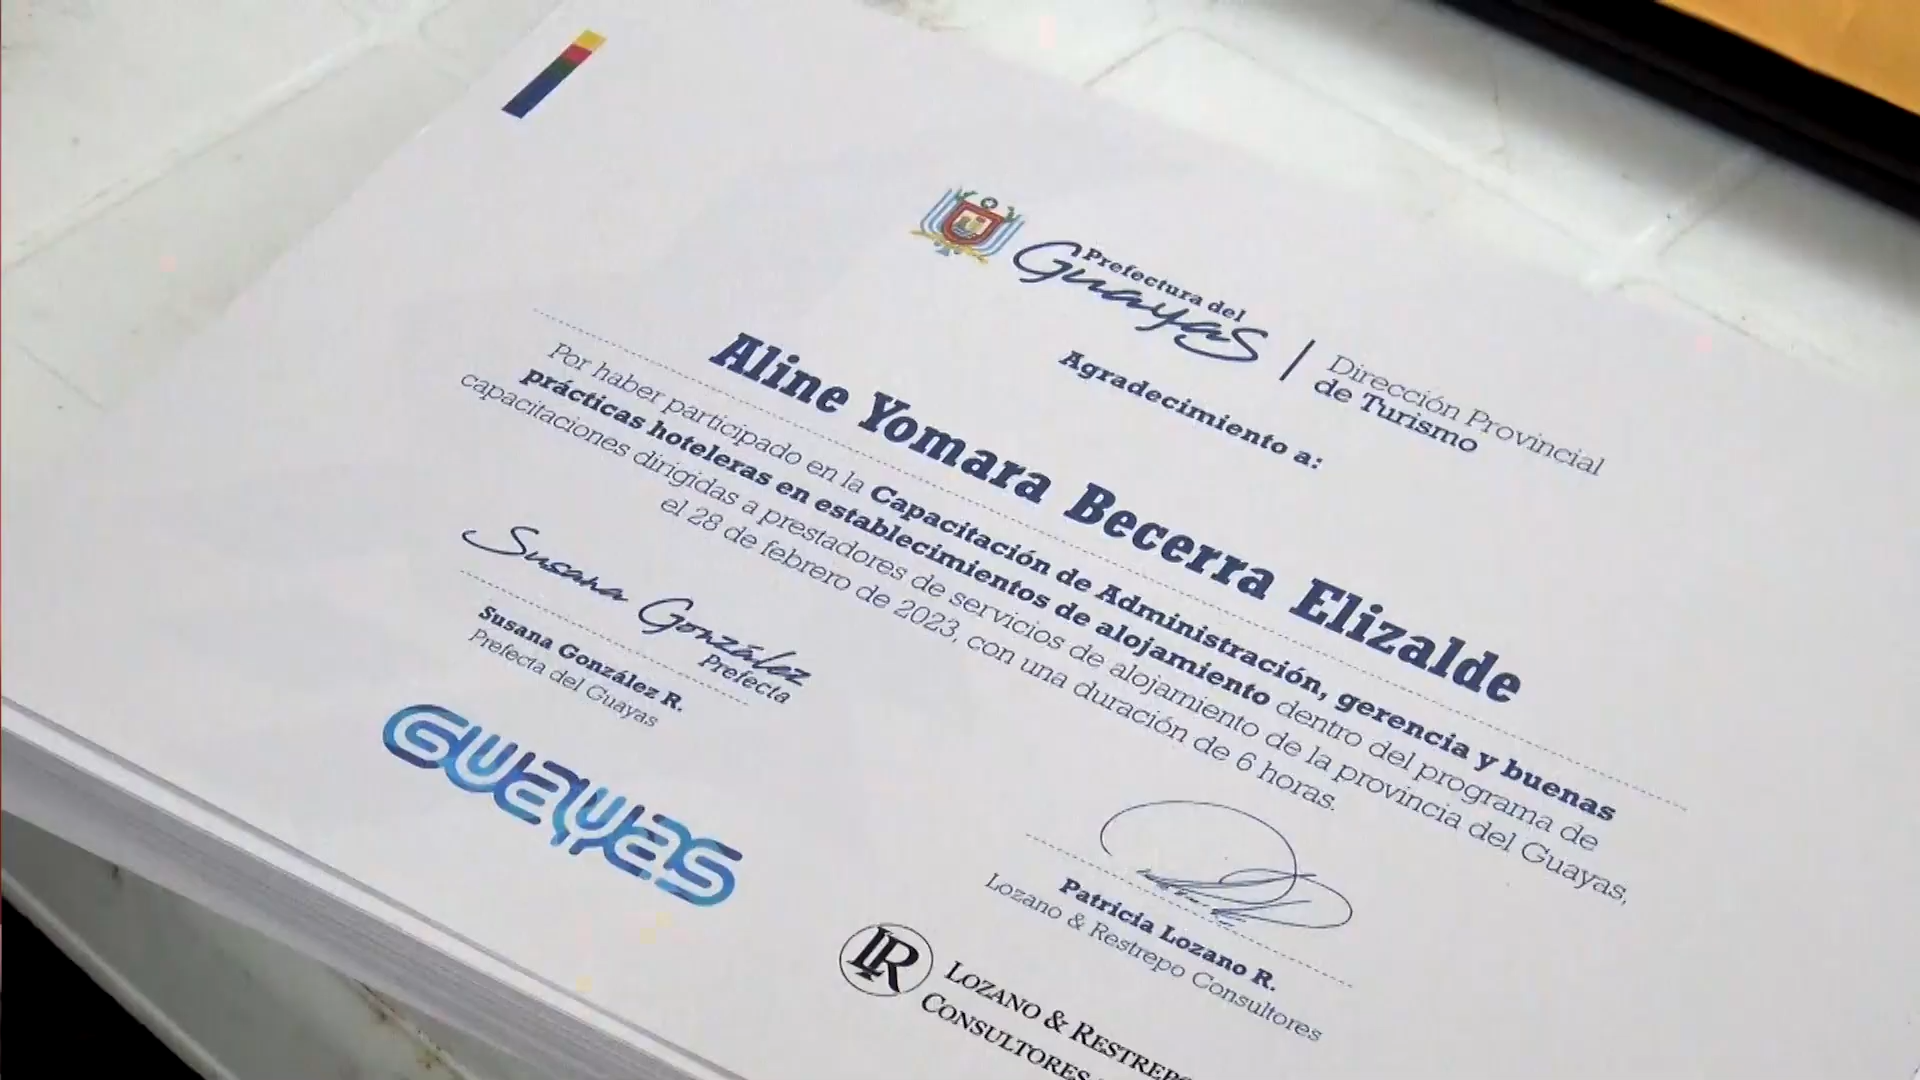 Prefectura del
Guayas
Dirección Provincial
de Turismo
Agradecimiento a:
Aline Yomara Becerra Elizalde
Por haber participado en la Capacitación de Administración, gerencia y buenas
prácticas hoteleras en establecimientos de alojamiento dentro del programa de
capacitaciones dirigidas a prestadores de servicios de alojamiento de la provincia del Guayas,
el 28 de febrero de 2023, con una duración de 6 horas.
Susana González
Prefecta
Susana González R.
Prefecta del Guayas
Patricia Lozano R.
Lozano & Restrepo Consultores
GUAYAS
LR
LOZANO & RESTREPO
CONSULTORES